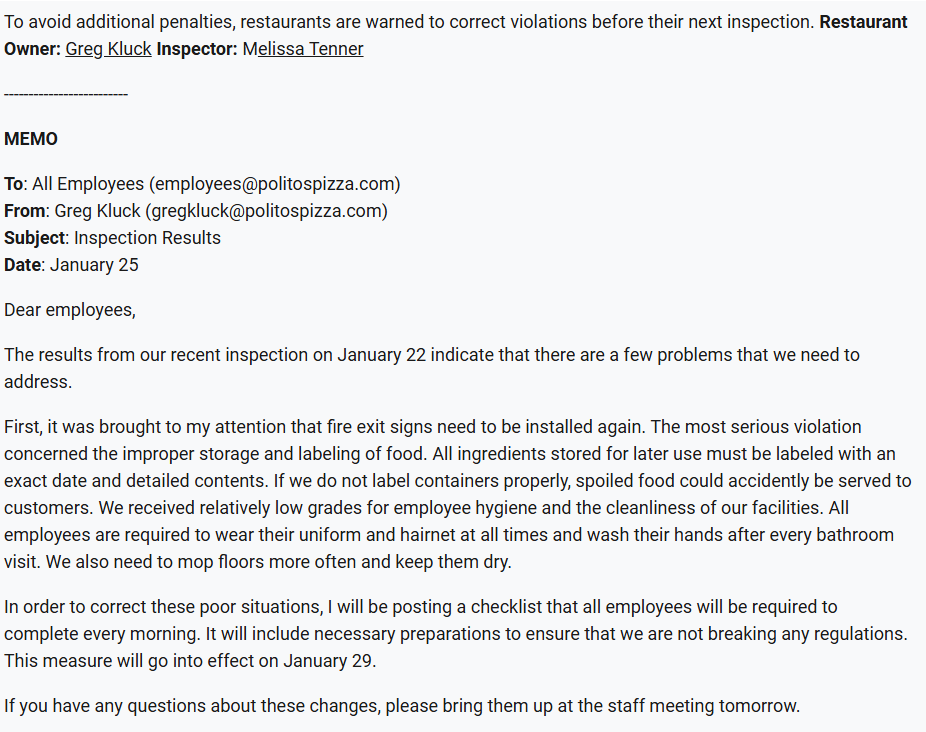 To avoid additional penalties, restaurants are warned to correct violations before their next inspection. Restaurant
Owner: Greg Kluck Inspector: Melissa Tenner
-------------------------
MEMO
To: All Employees (employees@politospizza.com)
From: Greg Kluck (gregkluck@politospizza.com)
Subject: Inspection Results
Date: January 25
Dear employees,
The results from our recent inspection on January 22 indicate that there are a few problems that we need to
address.
First, it was brought to my attention that fire exit signs need to be installed again. The most serious violation
concerned the improper storage and labeling of food. All ingredients stored for later use must be labeled with an
exact date and detailed contents. If we do not label containers properly, spoiled food could accidently be served to
customers. We received relatively low grades for employee hygiene and the cleanliness of our facilities. All
employees are required to wear their uniform and hairnet at all times and wash their hands after every bathroom
visit. We also need to mop floors more often and keep them dry.
In order to correct these poor situations, I will be posting a checklist that all employees will be required to
complete every morning. It will include necessary preparations to ensure that we are not breaking any regulations.
This measure will go into effect on January 29.
If you have any questions about these changes, please bring them up at the staff meeting tomorrow.